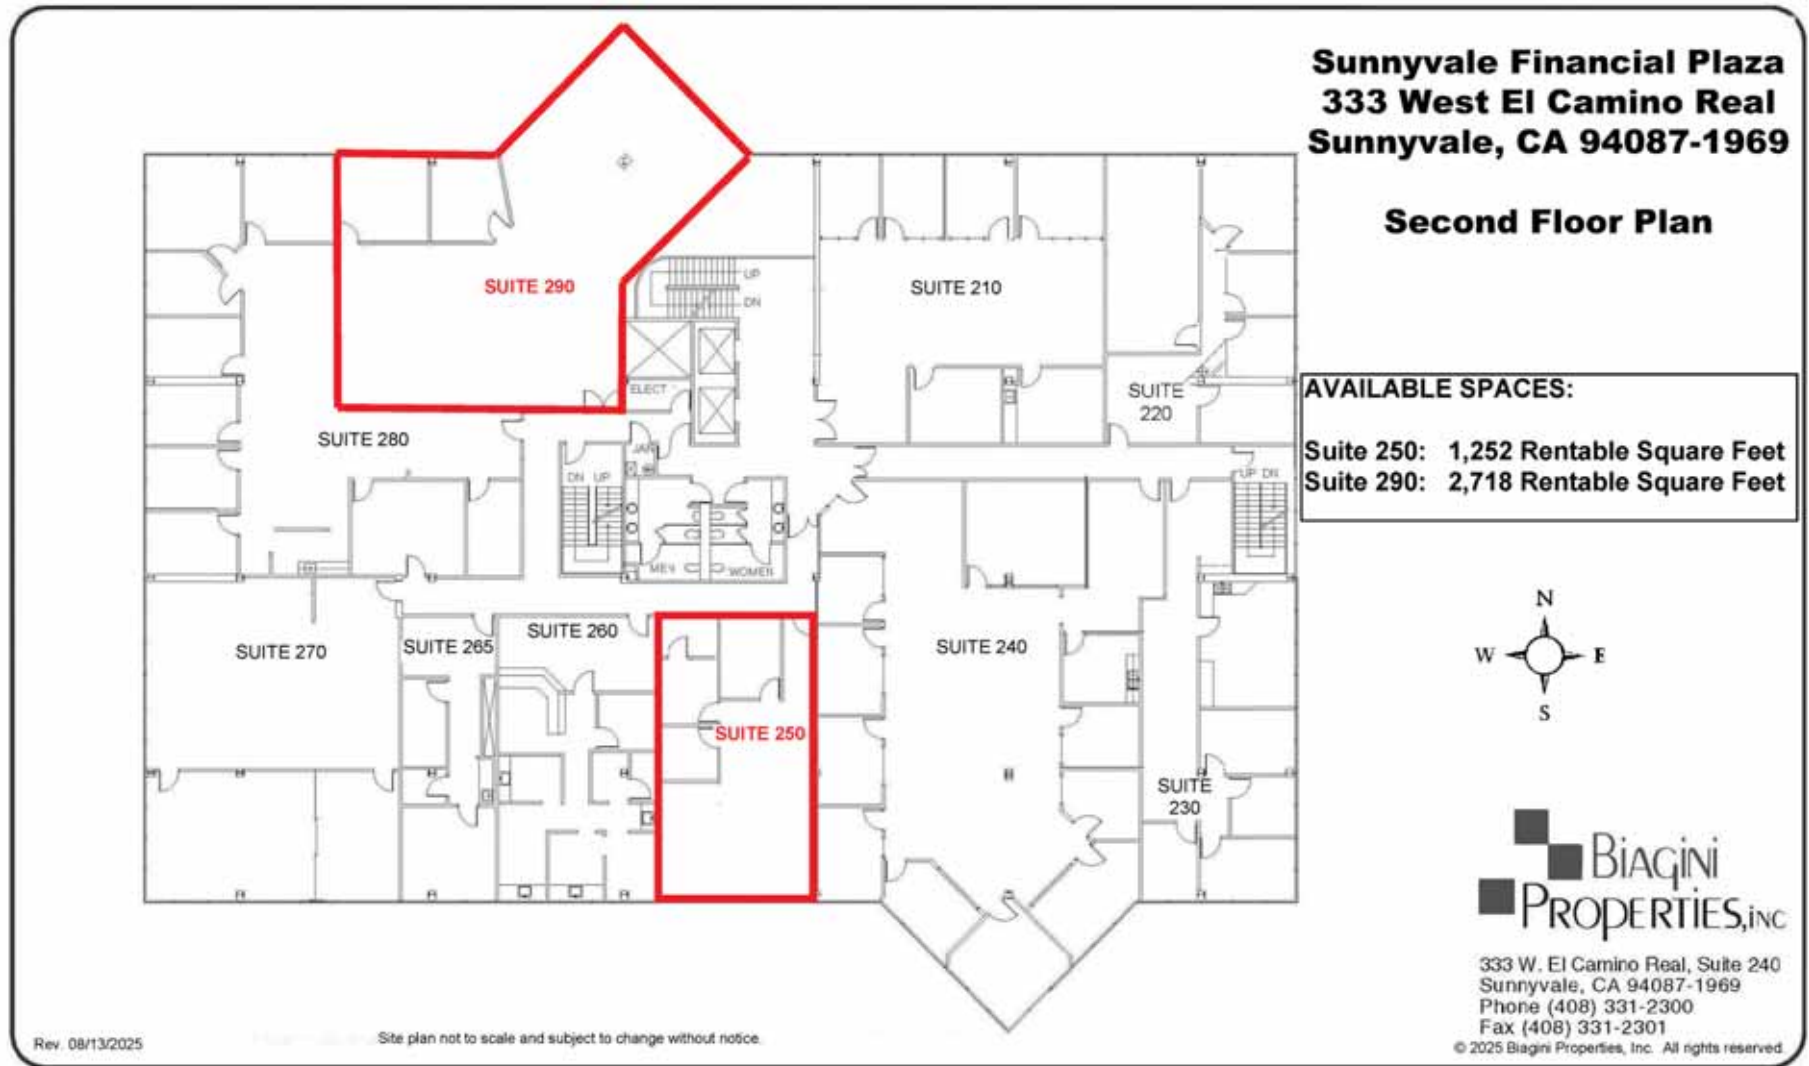 Sunnyvale Financial Plaza
333 West El Camino Real
Sunnyvale, CA 94087-1969
Second Floor Plan
SUITE 290
UP
DN
SUITE 210
ELECT
SUITE
220
AVAILABLE SPACES:
Suite 250: 1,252 Rentable Square Feet
Suite 290: 2,718 Rentable Square Feet
SUITE 280
JAN
DN UP
UP DN
MEN
WOMEN
SUITE 270
SUITE 265
SUITE 260
SUITE 250
SUITE 240
SUITE
230
N
W
E
S
BIAGINI
PROPERTIES, INC
333 W. El Camino Real, Suite 240
Sunnyvale, CA 94087-1969
Phone (408) 331-2300
Fax (408) 331-2301
© 2025 Biagini Properties, Inc. All rights reserved.
Rev. 08/13/2025
Site plan not to scale and subject to change without notice.